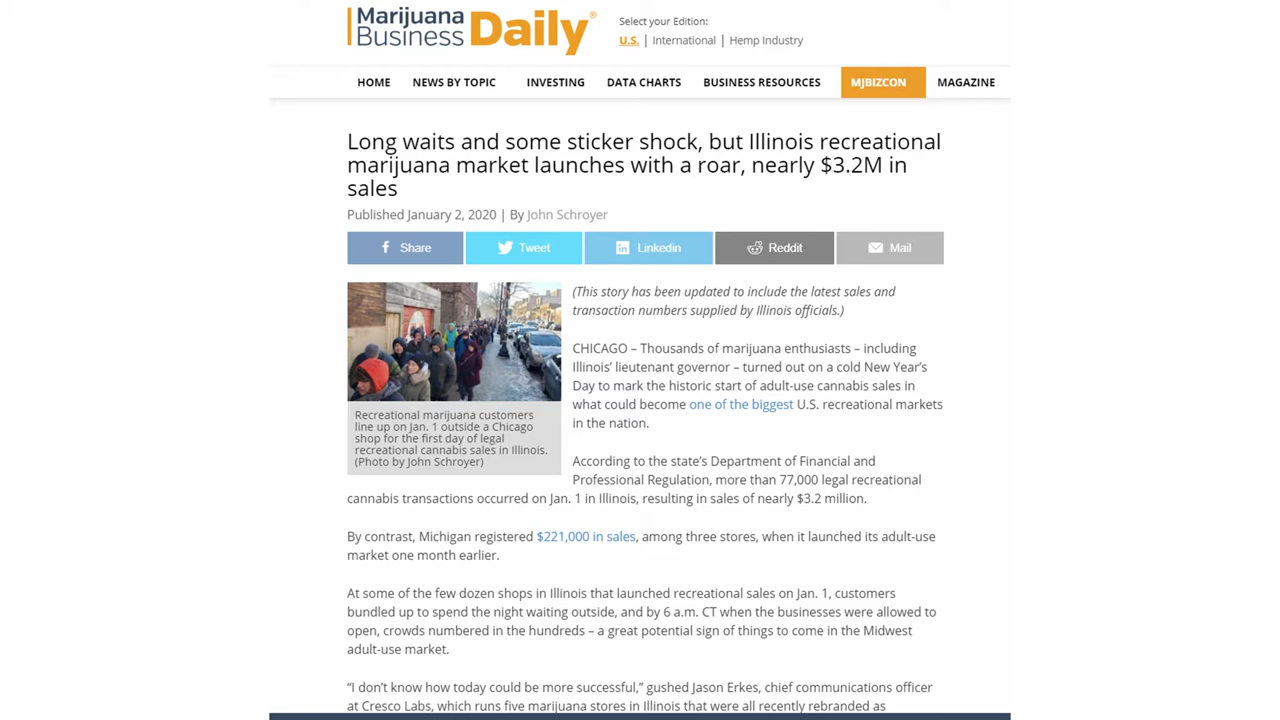 Marijuana
Business Daily®
Select your Edition:
U.S. | International | Hemp Industry
HOME NEWS BY TOPIC INVESTING DATA CHARTS BUSINESS RESOURCES MJBIZCON MAGAZINE
Long waits and some sticker shock, but Illinois recreational
marijuana market launches with a roar, nearly $3.2M in
sales
Published January 2, 2020 | By John Schroyer
Share Tweet Linkedin Reddit Mail
Recreational marijuana customers
line up on Jan. 1 outside a Chicago
shop for the first day of legal
recreational cannabis sales in Illinois.
(Photo by John Schroyer)
(This story has been updated to include the latest sales and
transaction numbers supplied by Illinois officials.)
CHICAGO – Thousands of marijuana enthusiasts – including
Illinois’ lieutenant governor – turned out on a cold New Year’s
Day to mark the historic start of adult-use cannabis sales in
what could become one of the biggest U.S. recreational markets
in the nation.
According to the state’s Department of Financial and
Professional Regulation, more than 77,000 legal recreational
cannabis transactions occurred on Jan. 1 in Illinois, resulting in sales of nearly $3.2 million.
By contrast, Michigan registered $221,000 in sales, among three stores, when it launched its adult-use
market one month earlier.
At some of the few dozen shops in Illinois that launched recreational sales on Jan. 1, customers
bundled up to spend the night waiting outside, and by 6 a.m. CT when the businesses were allowed to
open, crowds numbered in the hundreds – a great potential sign of things to come in the Midwest
adult-use market.
“I don’t know how today could be more successful,” gushed Jason Erkes, chief communications officer
at Cresco Labs, which runs five marijuana stores in Illinois that were all recently rebranded as